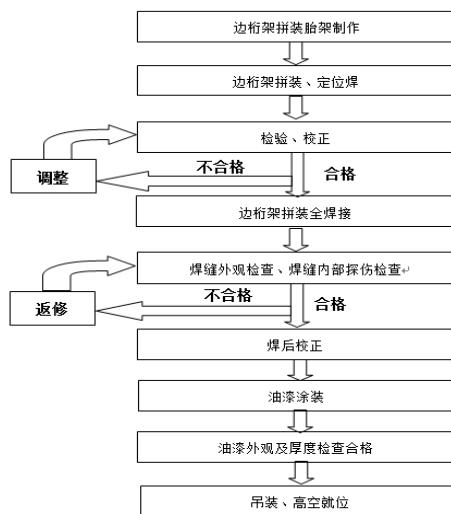 边桁架拼装胎架制作
边桁架拼装、定位焊
检验、校正
不合格
合格
调整
边桁架拼装全焊接
焊缝外观检查、焊缝内部探伤检查
不合格
合格
返修
焊后校正
油漆涂装
油漆外观及厚度检查合格
吊装、高空就位